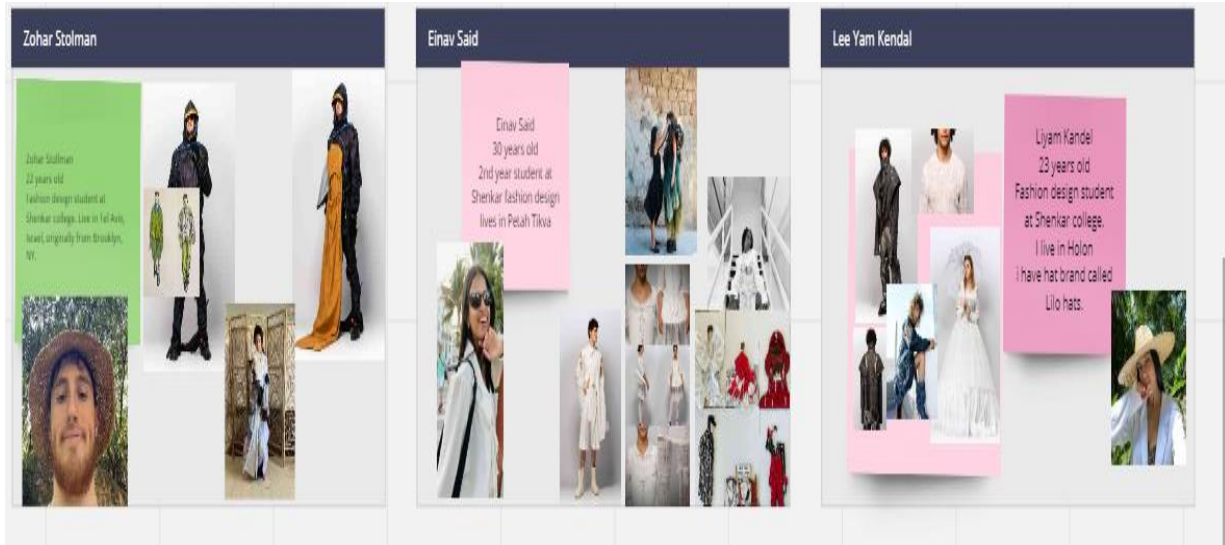 Zohar Stolman
Zohar Stollman
22 years old
Fashion design student at
Shenkar college. Live in Tel Aviv,
Israel, originally from Brooklyn,
NY.
Einav Said
Einav Said
30 years old
2nd year student at
Shenkar fashion design
lives in Petah Tikva
Lee Yam Kendal
Liyam Kandel
23 years old
Fashion design student
at Shenkar college.
I live in Holon
i have hat brand called
Lilo hats.